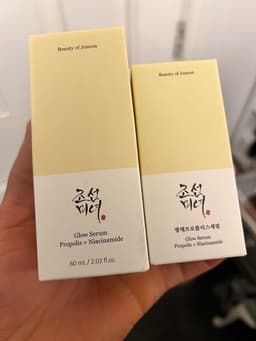 Beauty of Joseon
조선
미녀
Glow Serum
Propolis + Niacinamide
60 mL / 2.02 fl.oz.
Beauty of Joseon
조선
미녀
광채프로폴리스세럼
Glow Serum
Propolis + Niacinamide